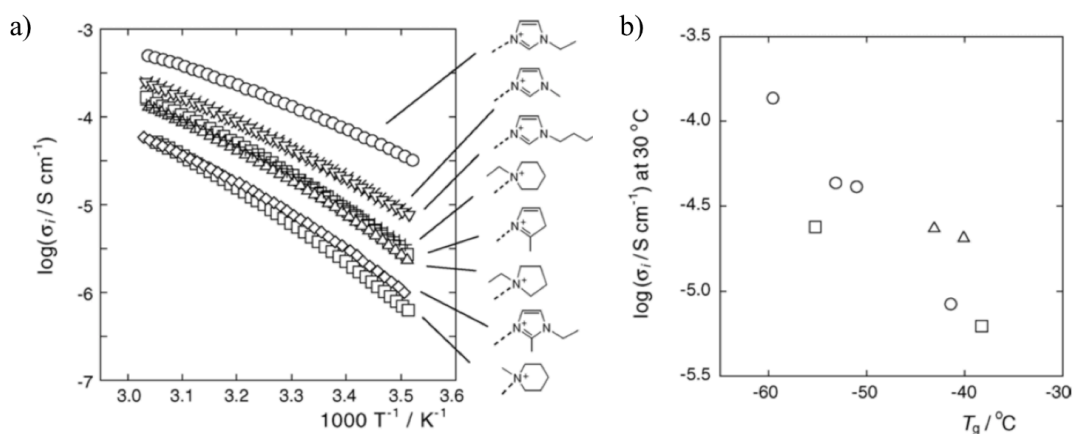 a)
-3
-4
-5
-6
-7
log(σi / S cm-1)
3.0 3.1 3.2 3.3 3.4 3.5 3.6
1000 T-1 / K-1
N+ N
N+ N
N+ N
N+
N+
N+
N+ N
N+
b)
-3.5
-4.0
-4.5
-5.0
-5.5
log (σi /S cm-1) at 30 °C
-60 -50 -40 -30
Tg / °C